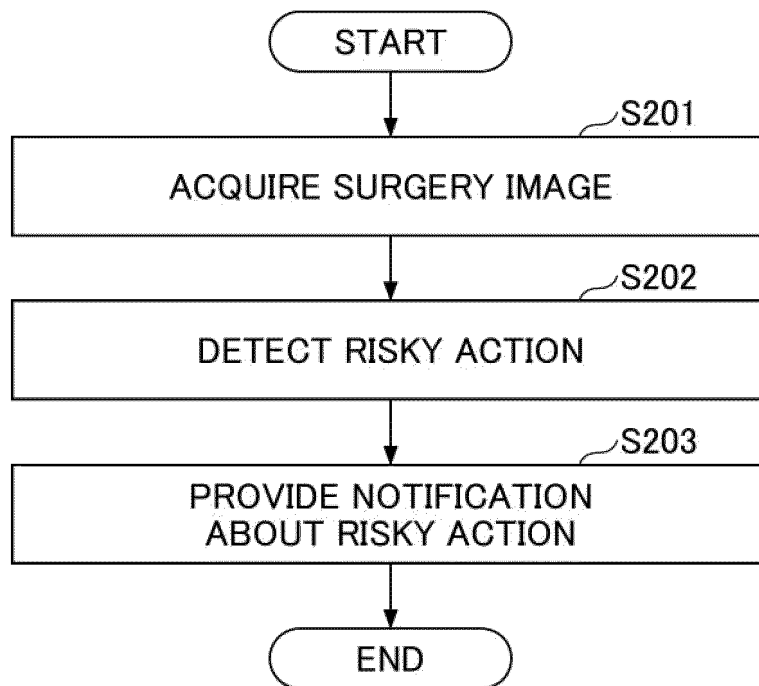 START
S201
ACQUIRE SURGERY IMAGE
S202
DETECT RISKY ACTION
S203
PROVIDE NOTIFICATION
ABOUT RISKY ACTION
END